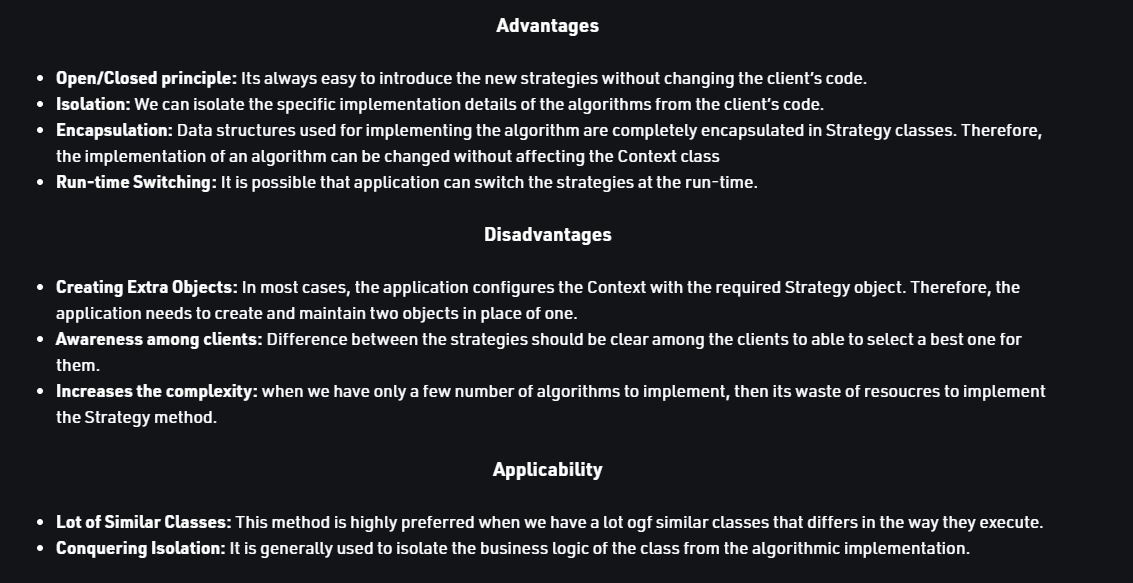 Advantages
• Open/Closed principle: Its always easy to introduce the new strategies without changing the client's code.
• Isolation: We can isolate the specific implementation details of the algorithms from the client's code.
• Encapsulation: Data structures used for implementing the algorithm are completely encapsulated in Strategy classes. Therefore,
the implementation of an algorithm can be changed without affecting the Context class
• Run-time Switching: It is possible that application can switch the strategies at the run-time.
Disadvantages
• Creating Extra Objects: In most cases, the application configures the Context with the required Strategy object. Therefore, the
application needs to create and maintain two objects in place of one.
• Awareness among clients: Difference between the strategies should be clear among the clients to able to select a best one for
them.
• Increases the complexity: when we have only a few number of algorithms to implement, then its waste of resoucres to implement
the Strategy method.
Applicability
• Lot of Similar Classes: This method is highly preferred when we have a lot ogf similar classes that differs in the way they execute.
• Conquering Isolation: It is generally used to isolate the business logic of the class from the algorithmic implementation.